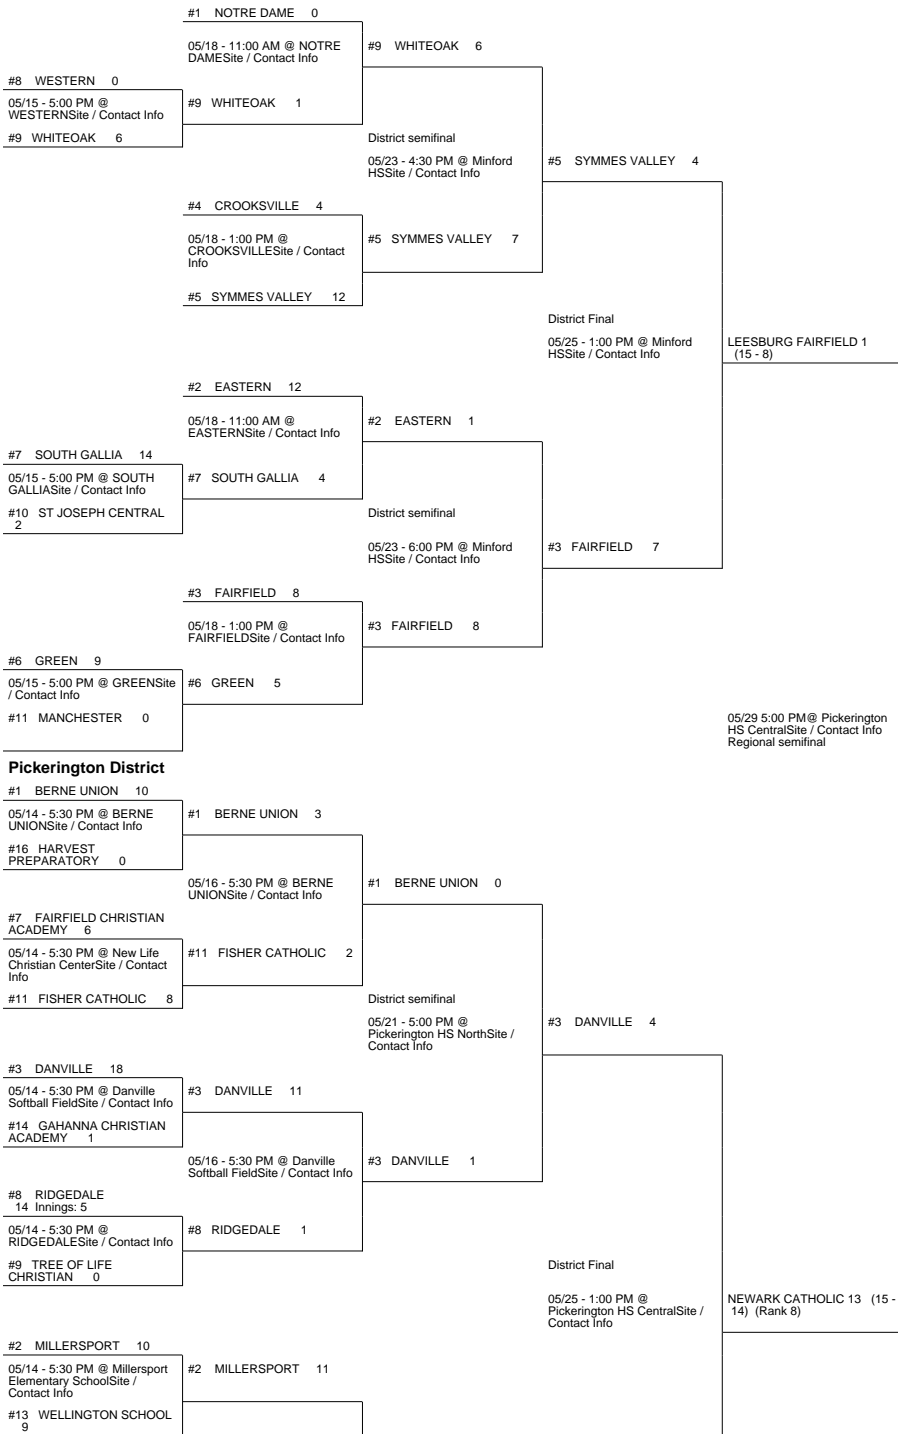 #1 NOTRE DAME 0
05/18 - 11:00 AM @ NOTRE
DAMESite / Contact Info
#9 WHITEOAK 6
#8 WESTERN 0
05/15 - 5:00 PM @
WESTERNSite / Contact Info
#9 WHITEOAK 1
#9 WHITEOAK 6
District semifinal
05/23 - 4:30 PM @ Minford
HSSite / Contact Info
#5 SYMMES VALLEY 4
#4 CROOKSVILLE 4
05/18 - 1:00 PM @
CROOKSVILLESite / Contact
Info
#5 SYMMES VALLEY 7
#5 SYMMES VALLEY 12
District Final
05/25 - 1:00 PM @ Minford
HSSite / Contact Info
LEESBURG FAIRFIELD 1
(15 - 8)
#2 EASTERN 12
05/18 - 11:00 AM @
EASTERNSite / Contact Info
#2 EASTERN 1
#7 SOUTH GALLIA 14
05/15 - 5:00 PM @ SOUTH
GALLIASite / Contact Info
#7 SOUTH GALLIA 4
#10 ST JOSEPH CENTRAL
2
District semifinal
05/23 - 6:00 PM @ Minford
HSSite / Contact Info
#3 FAIRFIELD 7
#3 FAIRFIELD 8
05/18 - 1:00 PM @
FAIRFIELDSite / Contact Info
#3 FAIRFIELD 8
#6 GREEN 9
05/15 - 5:00 PM @ GREENSite
/ Contact Info
#6 GREEN 5
#11 MANCHESTER 0
05/29 5:00 PM@ Pickerington
HS CentralSite / Contact Info
Regional semifinal
Pickerington District
#1 BERNE UNION 10
05/14 - 5:30 PM @ BERNE
UNIONSite / Contact Info
#1 BERNE UNION 3
#16 HARVEST
PREPARATORY 0
05/16 - 5:30 PM @ BERNE
UNIONSite / Contact Info
#1 BERNE UNION 0
#7 FAIRFIELD CHRISTIAN
ACADEMY 6
05/14 - 5:30 PM @ New Life
Christian CenterSite / Contact
Info
#11 FISHER CATHOLIC 2
#11 FISHER CATHOLIC 8
District semifinal
05/21 - 5:00 PM @
Pickerington HS NorthSite /
Contact Info
#3 DANVILLE 4
#3 DANVILLE 18
05/14 - 5:30 PM @ Danville
Softball FieldSite / Contact Info
#3 DANVILLE 11
#14 GAHANNA CHRISTIAN
ACADEMY 1
05/16 - 5:30 PM @ Danville
Softball FieldSite / Contact Info
#3 DANVILLE 1
#8 RIDGEDALE
14 Innings: 5
05/14 - 5:30 PM @
RIDGEDALESite / Contact Info
#8 RIDGEDALE 1
#9 TREE OF LIFE
CHRISTIAN 0
District Final
05/25 - 1:00 PM @
Pickerington HS CentralSite /
Contact Info
NEWARK CATHOLIC 13 (15 -
14) (Rank 8)
#2 MILLERSPORT 10
05/14 - 5:30 PM @ Millersport
Elementary SchoolSite /
Contact Info
#2 MILLERSPORT 11
#13 WELLINGTON SCHOOL
9